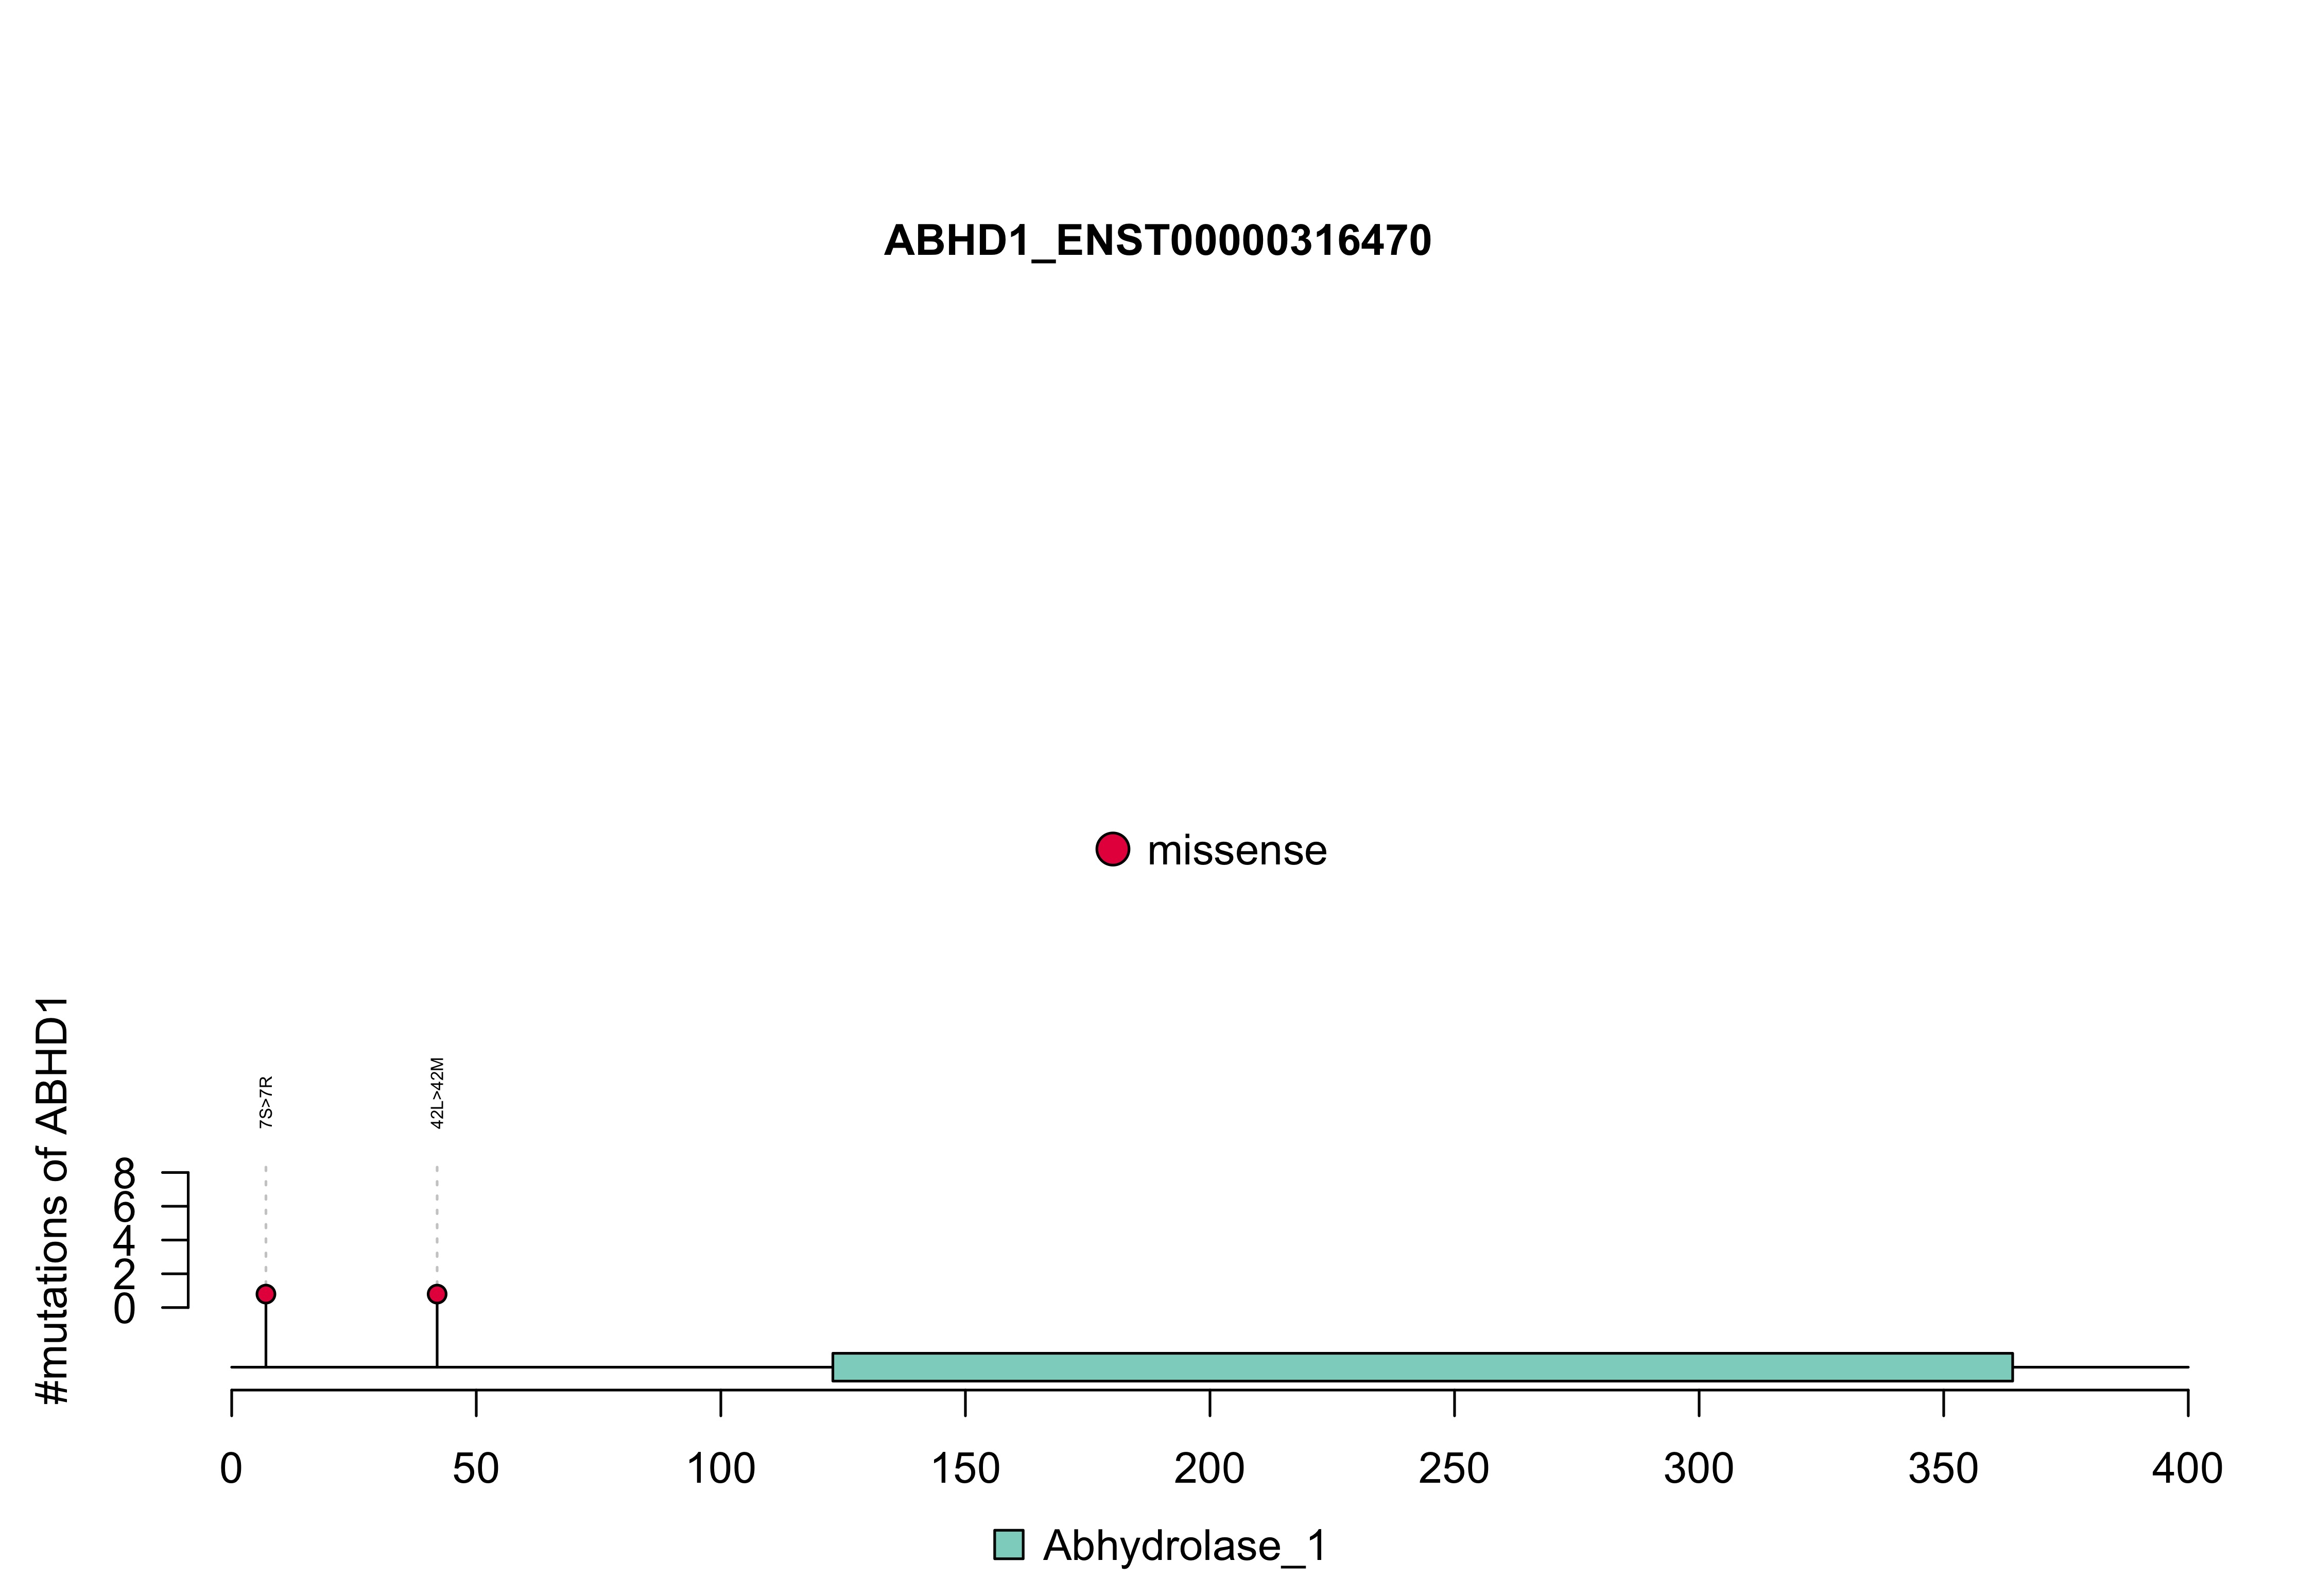 ABHD1_ENST00000316470
missense
#mutations of ABHD1
7S>7R
42L>42M
8
6
4
2
0
0 50 100 150 200 250 300 350 400
Abhydrolase_1